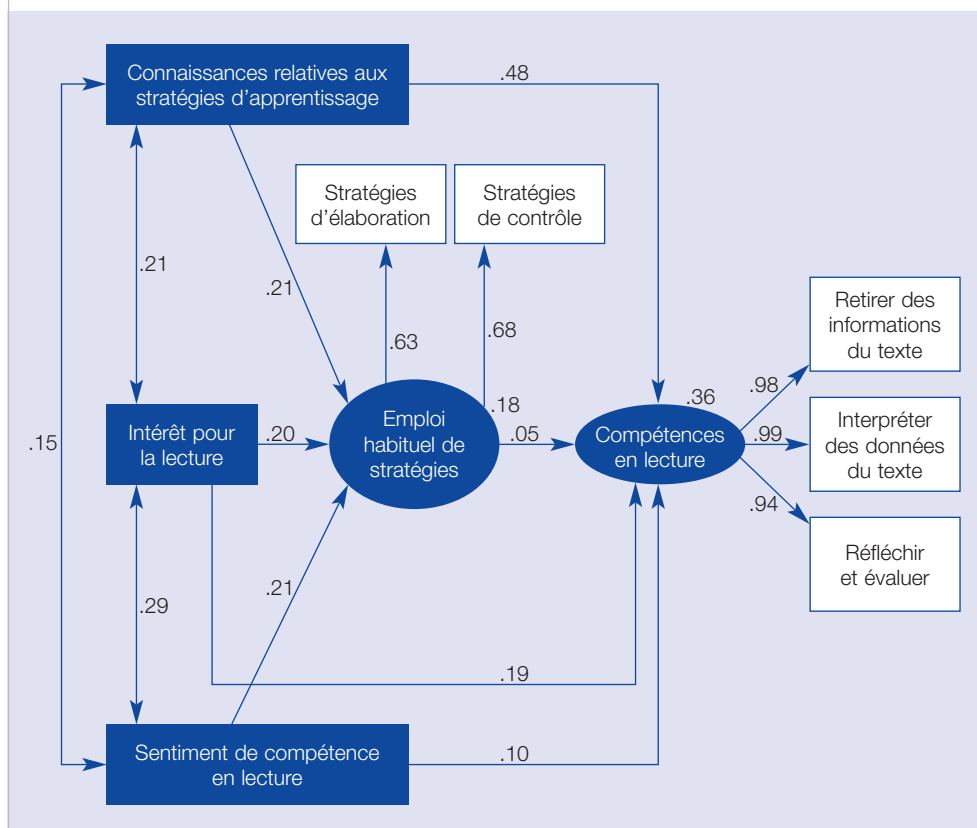 Connaissances relatives aux
stratégies d'apprentissage
.48
Stratégies
d'élaboration
Stratégies
de contrôle
.21
.21
.63
.68
Retirer des
informations
du texte
.15
Intérêt pour
la lecture
.20
Emploi
habituel de
stratégies
.18
.05
.36
Compétences
en lecture
.98
.99
.94
Interpréter
des données
du texte
Réfléchir
et évaluer
.29
.21
.19
Sentiment de compétence
en lecture
.10